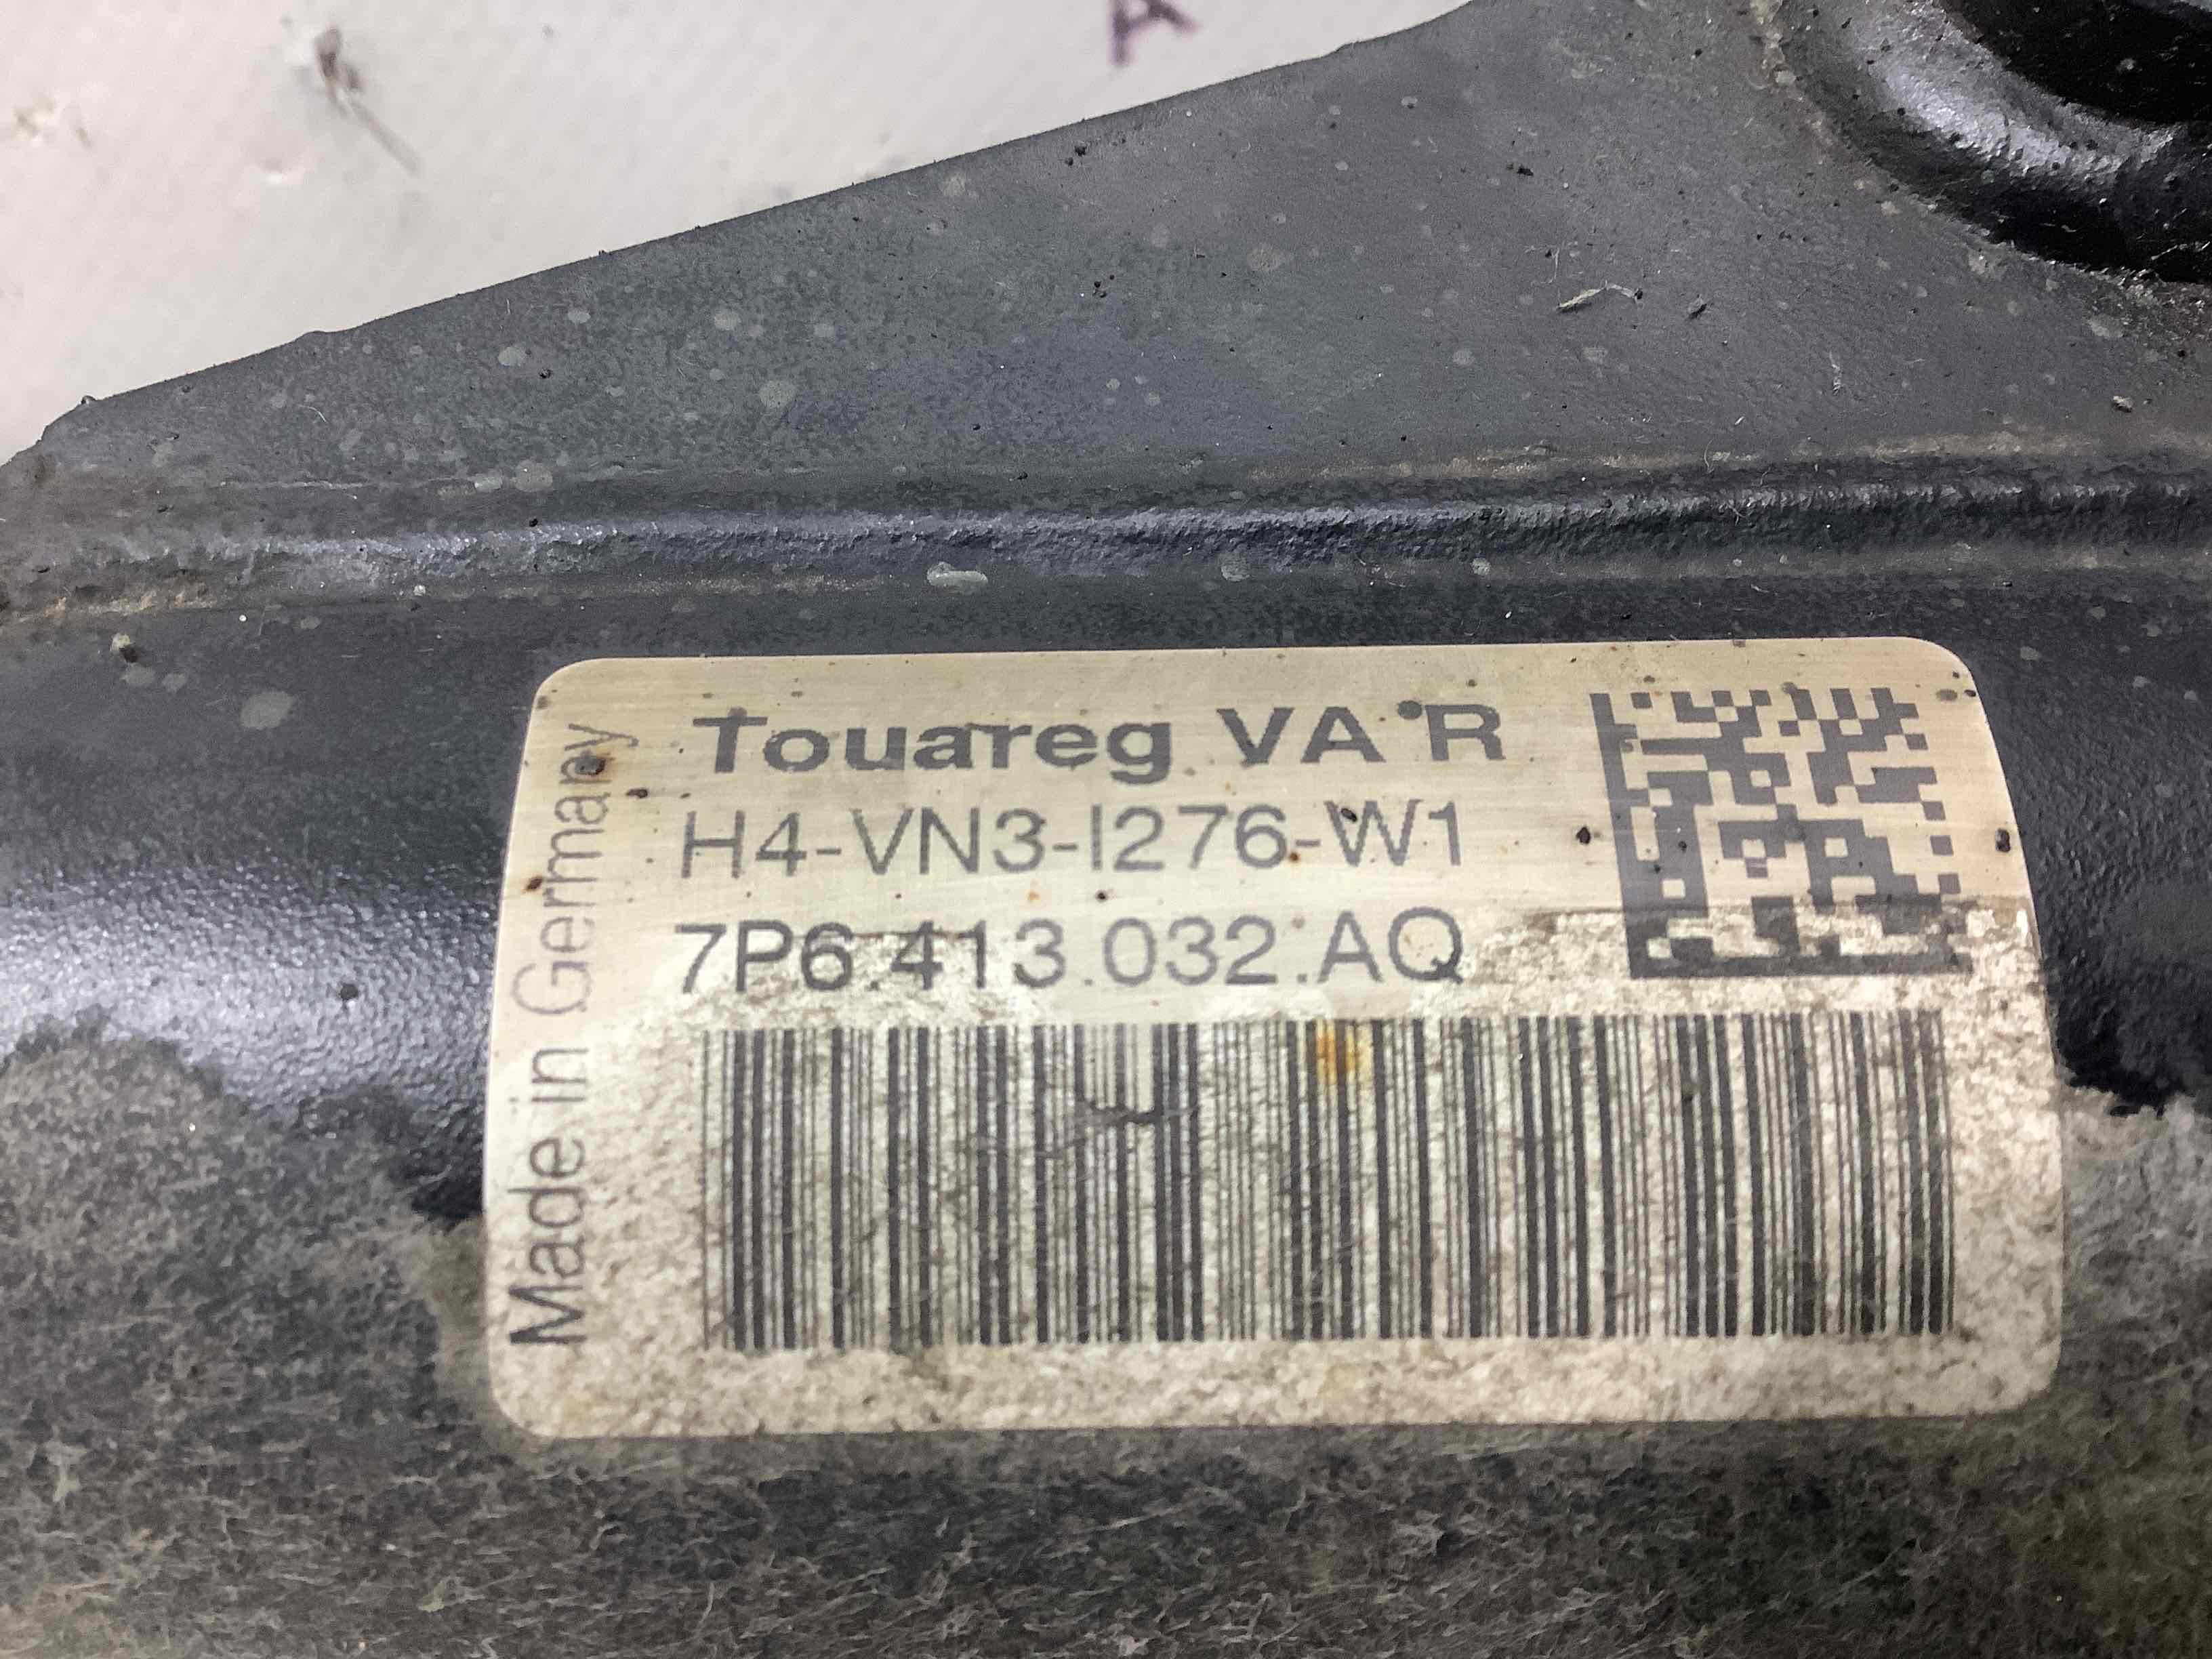 A
Touareg VA R
H4-VN3-I276-W1
7P6.413.032.AQ
Made in Germany